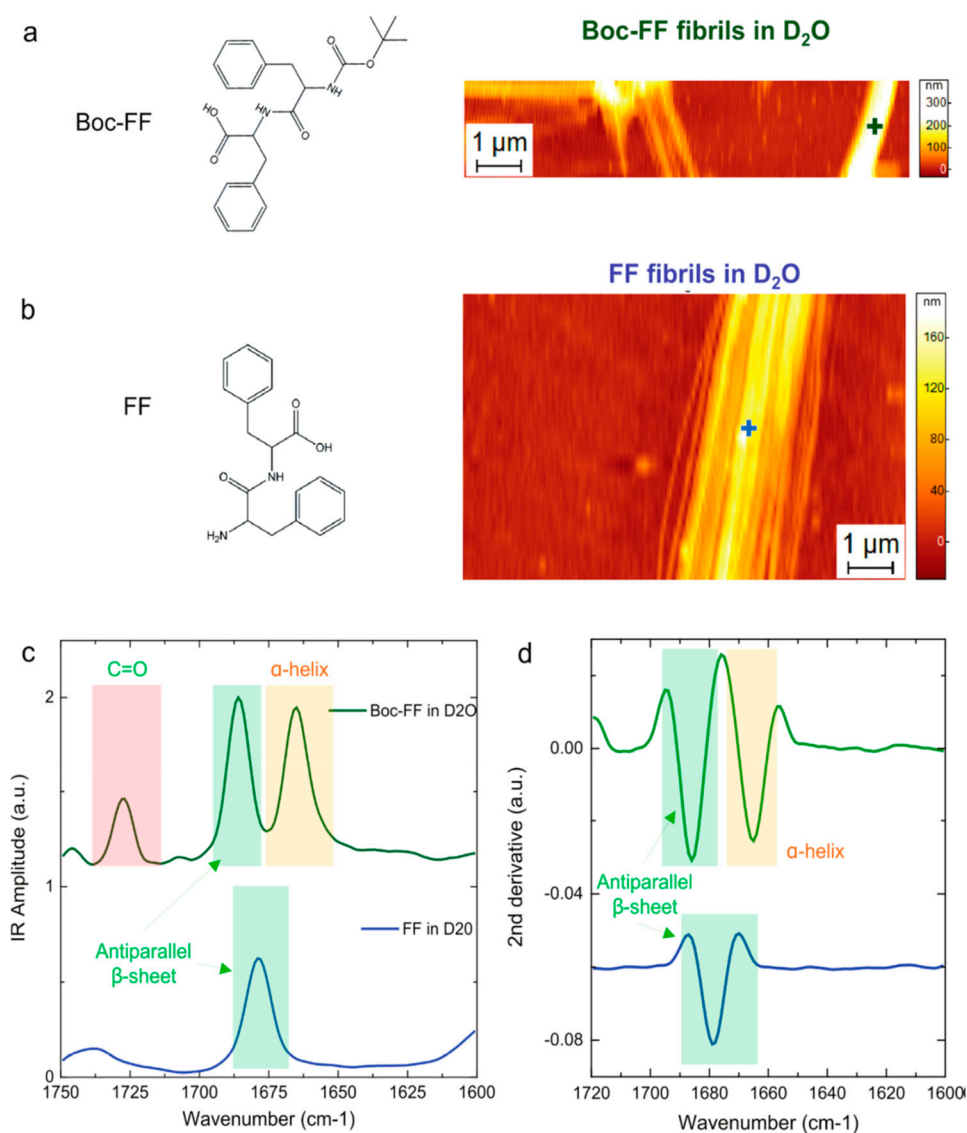 a
Boc-FF fibrils in D₂O
Boc-FF
HO
O
HN
O
NH
O
O
1 μm
nm
300
200
100
0
b
FF fibrils in D₂O
FF
O
OH
NH
O
H₂N
1 μm
nm
160
120
80
40
0
c
C=O
α-helix
Boc-FF in D2O
Antiparallel
β-sheet
FF in D20
IR Amplitude (a.u.)
2
1
0
1750 1700 1650 1600
Wavenumber (cm-1)
d
α-helix
Antiparallel
β-sheet
2nd derivative (a.u.)
0.00
-0.04
-0.08
1720 1700 1680 1660 1640 1620 1600
Wavenumber (cm-1)